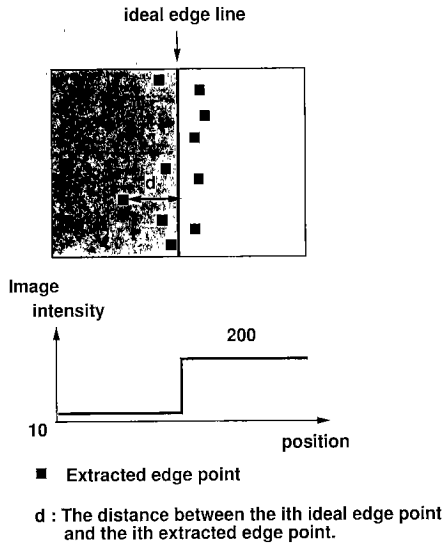 ideal edge line
d
Image
intensity
200
10
position
■ Extracted edge point
d : The distance between the ith ideal edge point
and the ith extracted edge point.